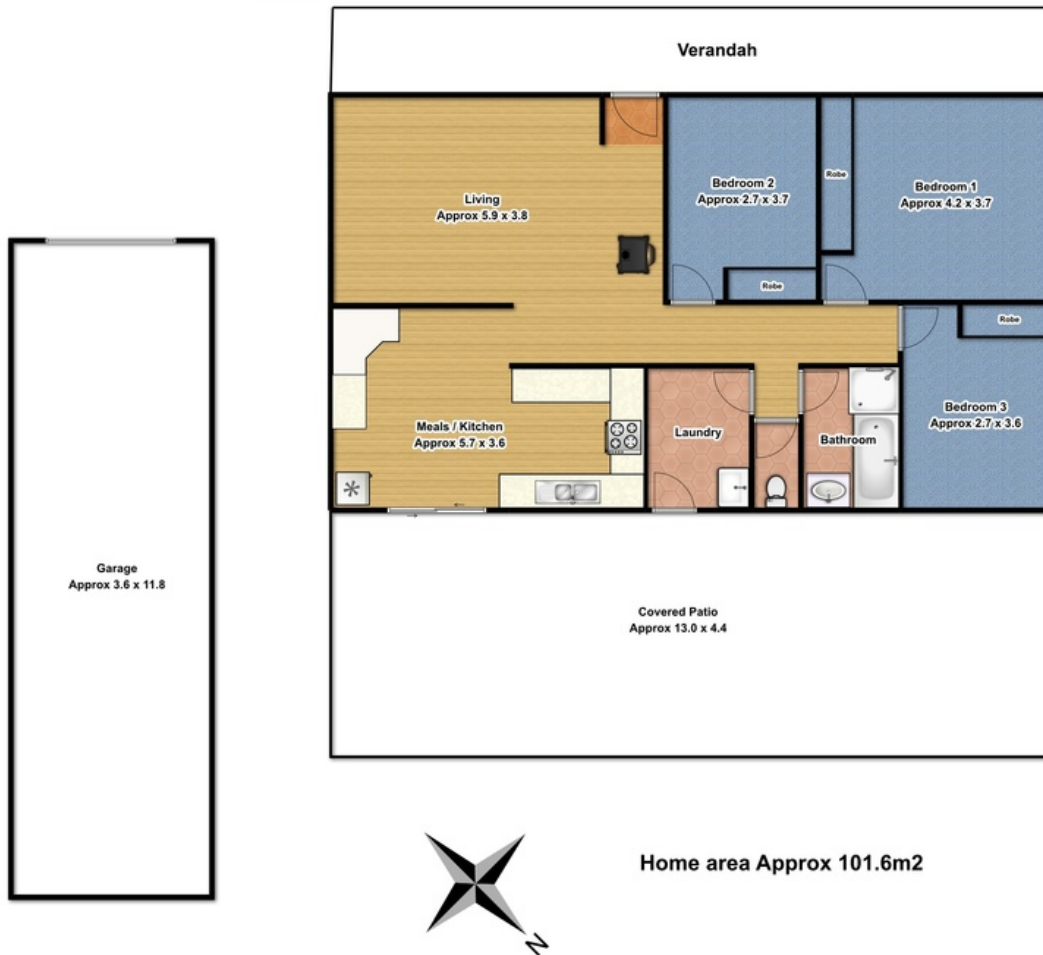 Verandah
Living
Approx 5.9 x 3.8
Bedroom 2
Approx 2.7 x 3.7
Robe
Robe
Bedroom 1
Approx 4.2 x 3.7
Robe
Bedroom 3
Approx 2.7 x 3.6
Meals / Kitchen
Approx 5.7 x 3.6
Laundry
Bathroom
Garage
Approx 3.6 x 11.8
Covered Patio
Approx 13.0 x 4.4
Home area Approx 101.6m2
N